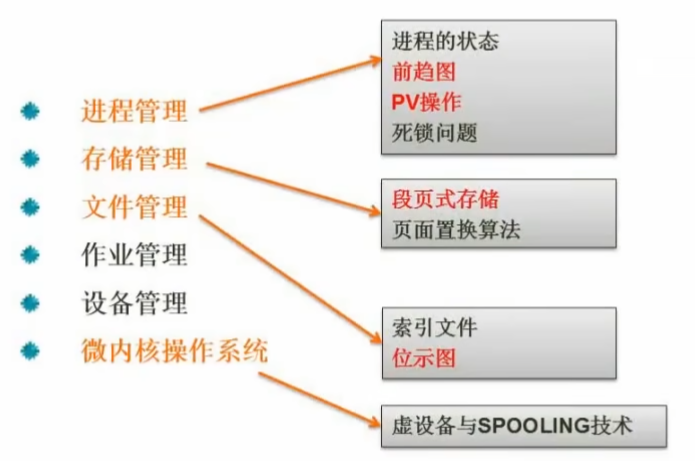 进程管理
存储管理
文件管理
作业管理
设备管理
微内核操作系统
进程的状态
前趋图
PV操作
死锁问题
段页式存储
页面置换算法
索引文件
位示图
虚设备与SPOOLING技术